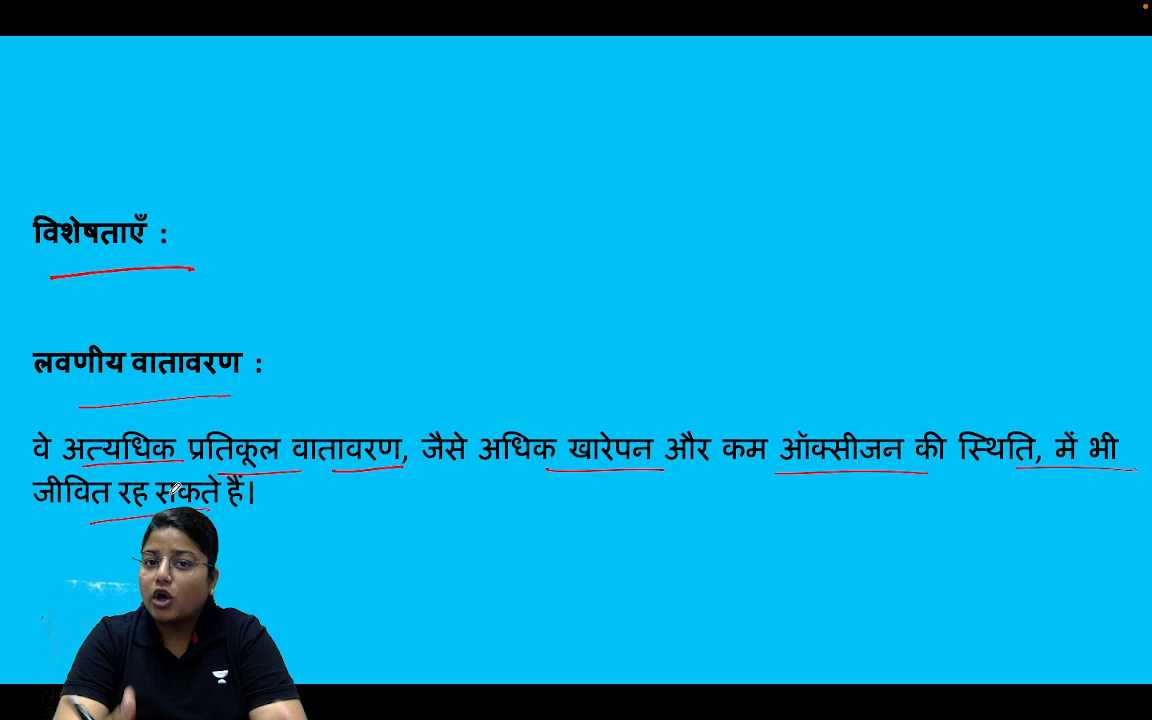 विशेषताएँ :
लवणीय वातावरण :
वे अत्यधिक प्रतिकूल वातावरण, जैसे अधिक खारेपन और कम ऑक्सीजन की स्थिति, में भी
जीवित रह सकते हैं।